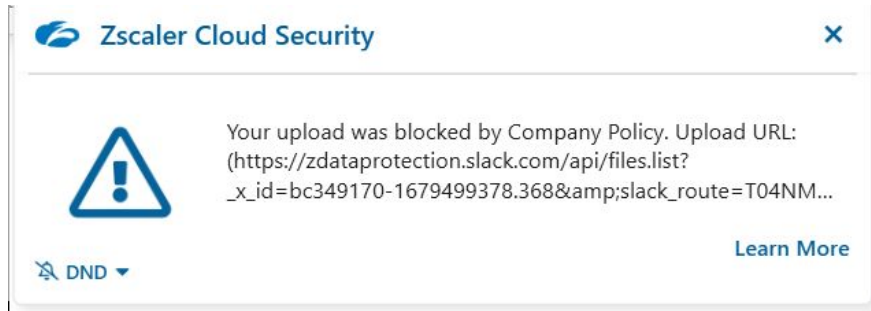 Zscaler Cloud Security
Your upload was blocked by Company Policy. Upload URL:
(https://zdataprotection.slack.com/api/files.list?
_x_id=bc349170-1679499378.368&amp;slack_route=T04NM...
Learn More
DND